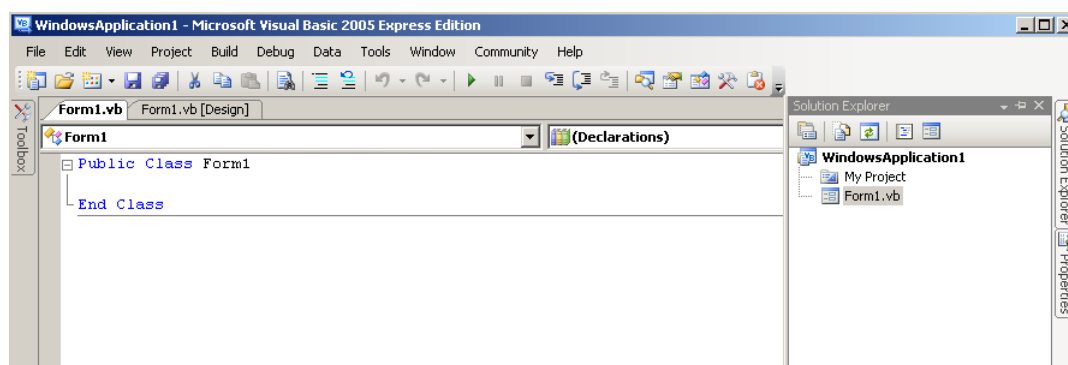 WindowsApplication1 - Microsoft Visual Basic 2005 Express Edition
File Edit View Project Build Debug Data Tools Window Community Help
Form1.vb Form1.vb [Design]
Solution Explorer
Form1 (Declarations)
Public Class Form1
End Class
WindowsApplication1
My Project
Form1.vb
Toolbox
Solution Explorer
Properties